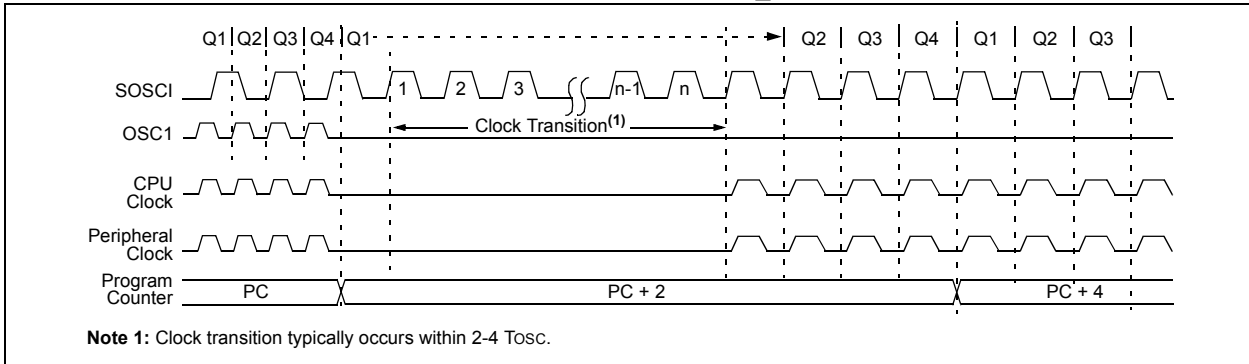 Q1 Q2 Q3 Q4 Q1 Q2 Q3 Q4 Q1 Q2 Q3
SOSCI
1 2 3 n-1 n
Clock Transition(1)
OSC1
CPU
Clock
Peripheral
Clock
Program
Counter
PC PC + 2 PC + 4
Note 1: Clock transition typically occurs within 2-4 TOSC.